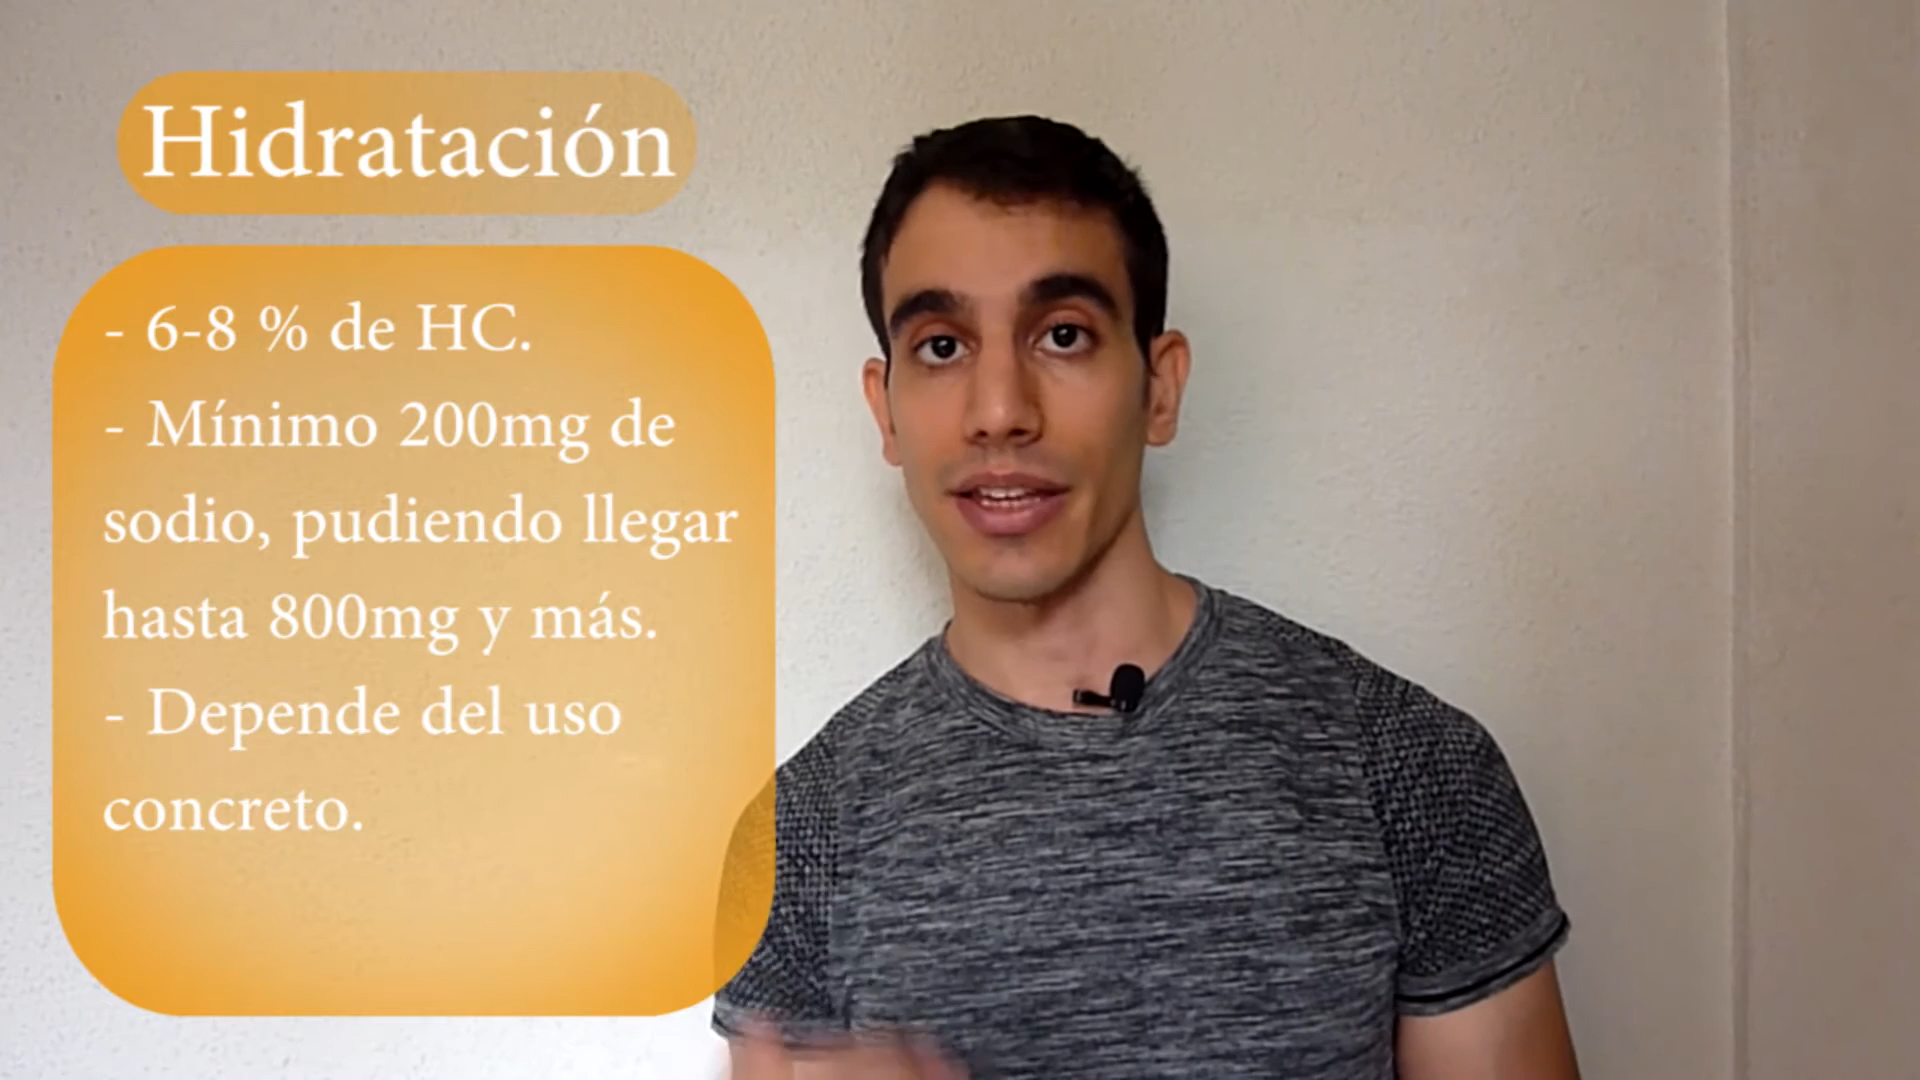 Hidratación
- 6-8 % de HC.
- Mínimo 200mg de
sodio, pudiendo llegar
hasta 800mg y más.
- Depende del uso
concreto.